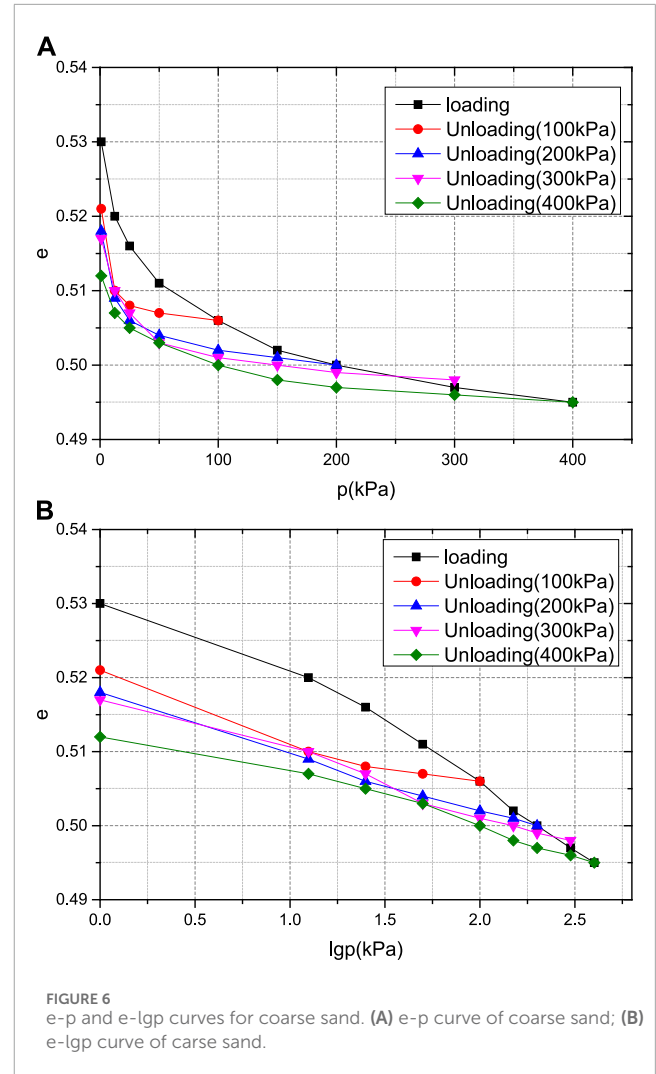 A
0.54
0.53
0.52
0.51
0.50
0.49
e
loading
Unloading(100kPa)
Unloading(200kPa)
Unloading(300kPa)
Unloading(400kPa)
0 100 200 300 400
p(kPa)
B
0.54
0.53
0.52
0.51
0.50
0.49
e
loading
Unloading(100kPa)
Unloading(200kPa)
Unloading(300kPa)
Unloading(400kPa)
0.0 0.5 1.0 1.5 2.0 2.5
lgp(kPa)
FIGURE 6
e-p and e-lgp curves for coarse sand. (A) e-p curve of coarse sand; (B)
e-lgp curve of carse sand.